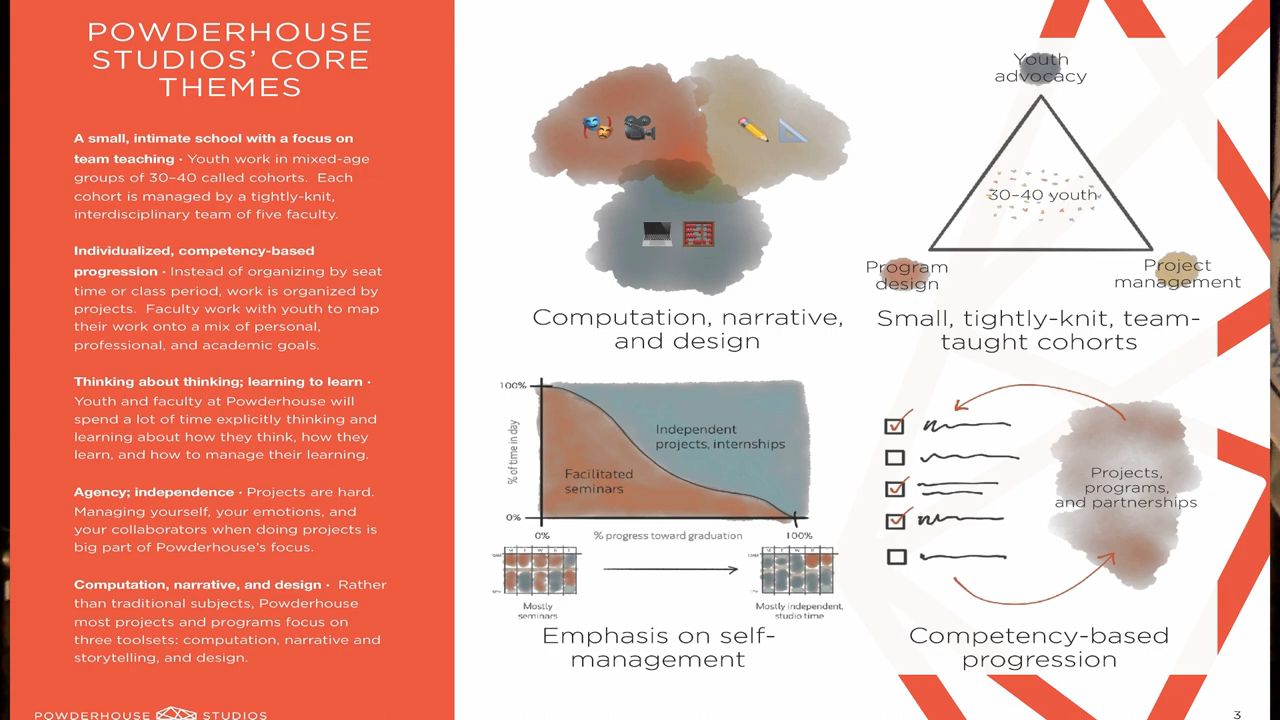 POWDERHOUSE
STUDIOS' CORE
THEMES
A small, intimate school with a focus on
team teaching · Youth work in mixed-age
groups of 30–40 called cohorts. Each
cohort is managed by a tightly-knit,
interdisciplinary team of five faculty.
Individualized, competency-based
progression · Instead of organizing by seat
time or class period, work is organized by
projects. Faculty work with youth to map
their work onto a mix of personal,
professional, and academic goals.
Thinking about thinking; learning to learn ·
Youth and faculty at Powderhouse will
spend a lot of time explicitly thinking and
learning about how they think, how they
learn, and how to manage their learning.
Agency; independence · Projects are hard.
Managing yourself, your emotions, and
your collaborators when doing projects is
big part of Powderhouse's focus.
Computation, narrative, and design · Rather
than traditional subjects, Powderhouse
most projects and programs focus on
three toolsets: computation, narrative and
storytelling, and design.
POWDERHOUSE STUDIOS
Computation, narrative,
and design
Youth
advocacy
30–40 youth
Program
design
Project
management
Small, tightly-knit, team-
taught cohorts
100%
% of time in day
Independent
projects, internships
Facilitated
seminars
0%
0%
% progress toward graduation
100%
Mostly
seminars
Mostly independent,
studio time
Emphasis on self-
management
Projects,
programs,
and partnerships
Competency-based
progression
3